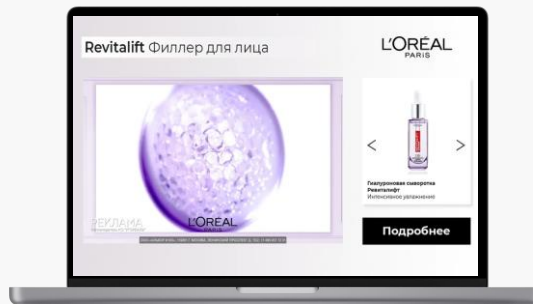 Revitalift Филлер для лица
L'ORÉAL
PARIS
РЕКЛАМА
L'ORÉAL
PARIS
<
>
Гиалуроновая сыворотка
Ревиталифт
Интенсивное увлажнение
Подробнее